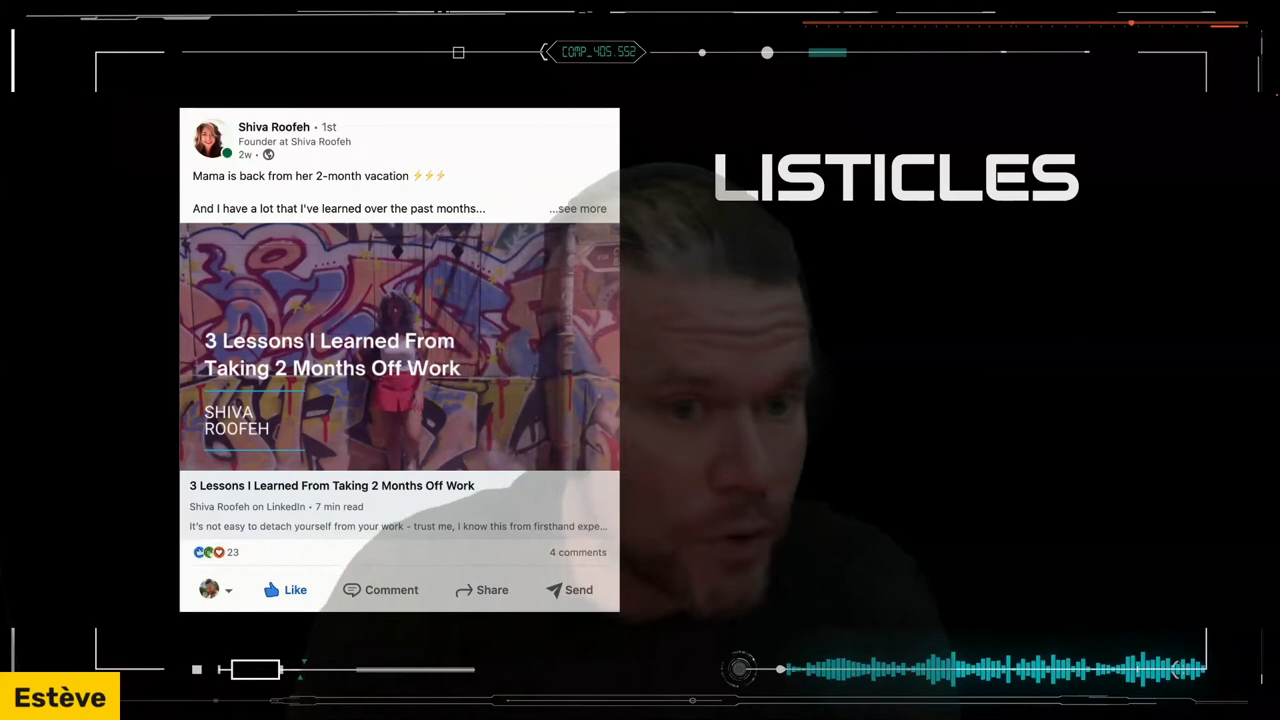 COMP_405.552
LISTICLES
Shiva Roofeh • 1st
Founder at Shiva Roofeh
2w •
Mama is back from her 2-month vacation ⚡⚡⚡
And I have a lot that I've learned over the past months...
...see more
3 Lessons I Learned From
Taking 2 Months Off Work
SHIVA
ROOFEH
3 Lessons I Learned From Taking 2 Months Off Work
Shiva Roofeh on LinkedIn • 7 min read
It's not easy to detach yourself from your work - trust me, I know this from firsthand expe...
23
4 comments
Like
Comment
Share
Send
Estève